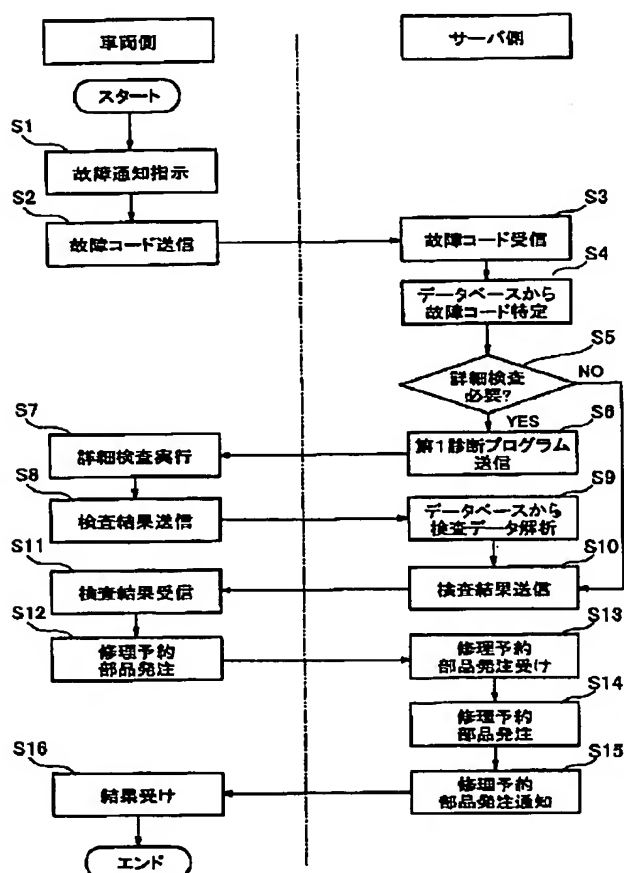 車両側
サーバ側
スタート
S1
故障通知指示
S2
故障コード送信
S3
故障コード受信
S4
データベースから
故障コード特定
S5
詳細検査
必要?
NO
YES
S6
第1診断プログラム
送信
S7
詳細検査実行
S8
検査結果送信
S9
データベースから
検査データ解析
S10
検査結果送信
S11
検査結果受信
S12
修理予約
部品発注
S13
修理予約
部品発注受け
S14
修理予約
部品発注
S15
修理予約
部品発注通知
S16
結果受け
エンド